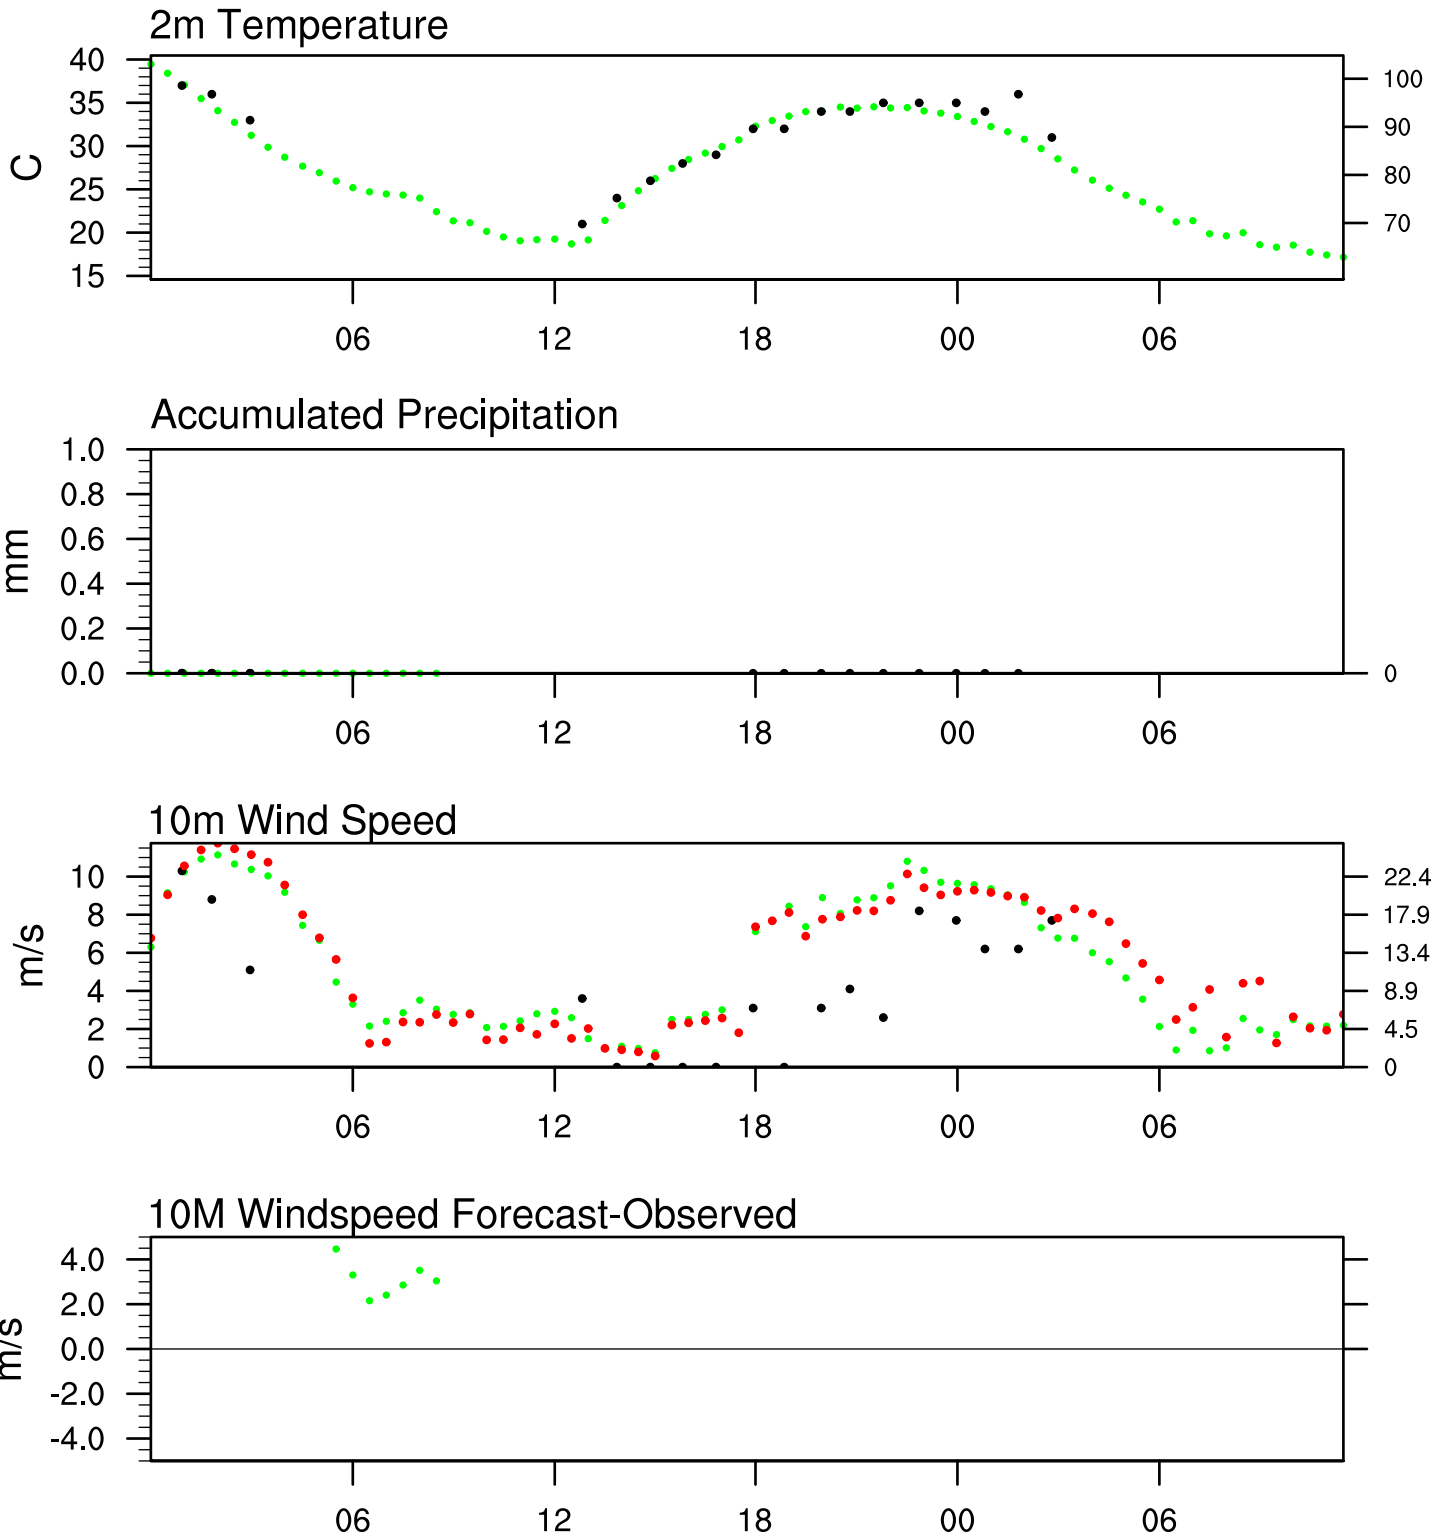 2m Temperature
40
35
30
25
20
15
C
100
90
80
70
06 12 18 00 06
Accumulated Precipitation
1.0
0.8
0.6
0.4
0.2
0.0
mm
0
06 12 18 00 06
10m Wind Speed
10
8
6
4
2
0
m/s
22.4
17.9
13.4
8.9
4.5
0
06 12 18 00 06
10M Windspeed Forecast-Observed
4.0
2.0
0.0
-2.0
-4.0
m/s
06 12 18 00 06